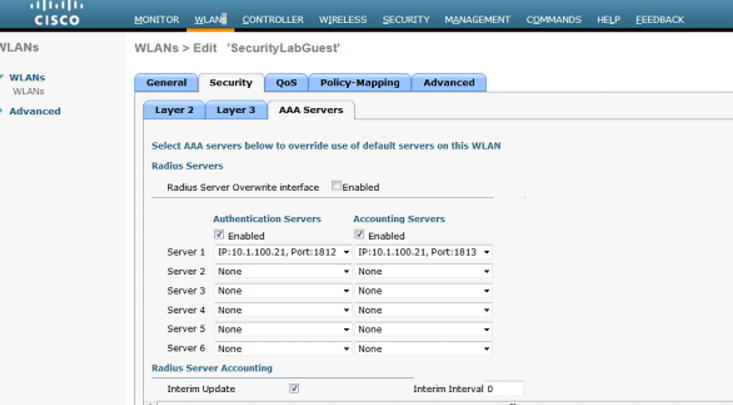 CISCO
MONITOR WLANs CONTROLLER WIRELESS SECURITY MANAGEMENT COMMANDS HELP FEEDBACK
WLANs
WLANs > Edit 'SecurityLabGuest'
WLANs
WLANs
Advanced
General Security QoS Policy-Mapping Advanced
Layer 2 Layer 3 AAA Servers
Select AAA servers below to override use of default servers on this WLAN
Radius Servers
Radius Server Overwrite interface Enabled
Authentication Servers Accounting Servers
Enabled Enabled
Server 1 IP:10.1.100.21, Port:1812 IP:10.1.100.21, Port:1813
Server 2 None None
Server 3 None None
Server 4 None None
Server 5 None None
Server 6 None None
Radius Server Accounting
Interim Update Interim Interval 0